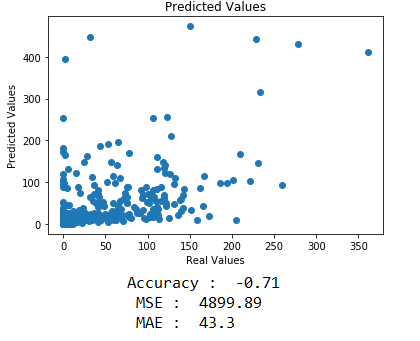 Predicted Values
400
300
200
100
0
Predicted Values
0 50 100 150 200 250 300 350
Real Values
Accuracy : -0.71
MSE : 4899.89
MAE : 43.3